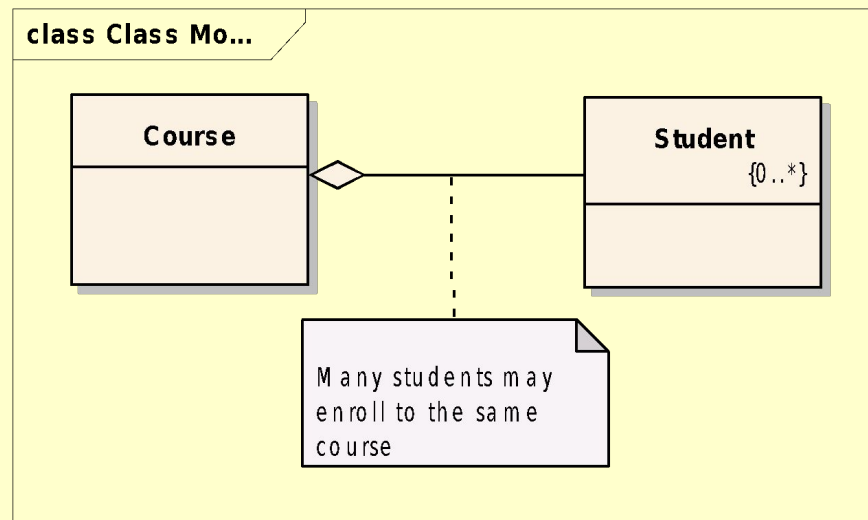 class Class Mo...
Course
Student
{0..*}
Many students may
enroll to the same
course